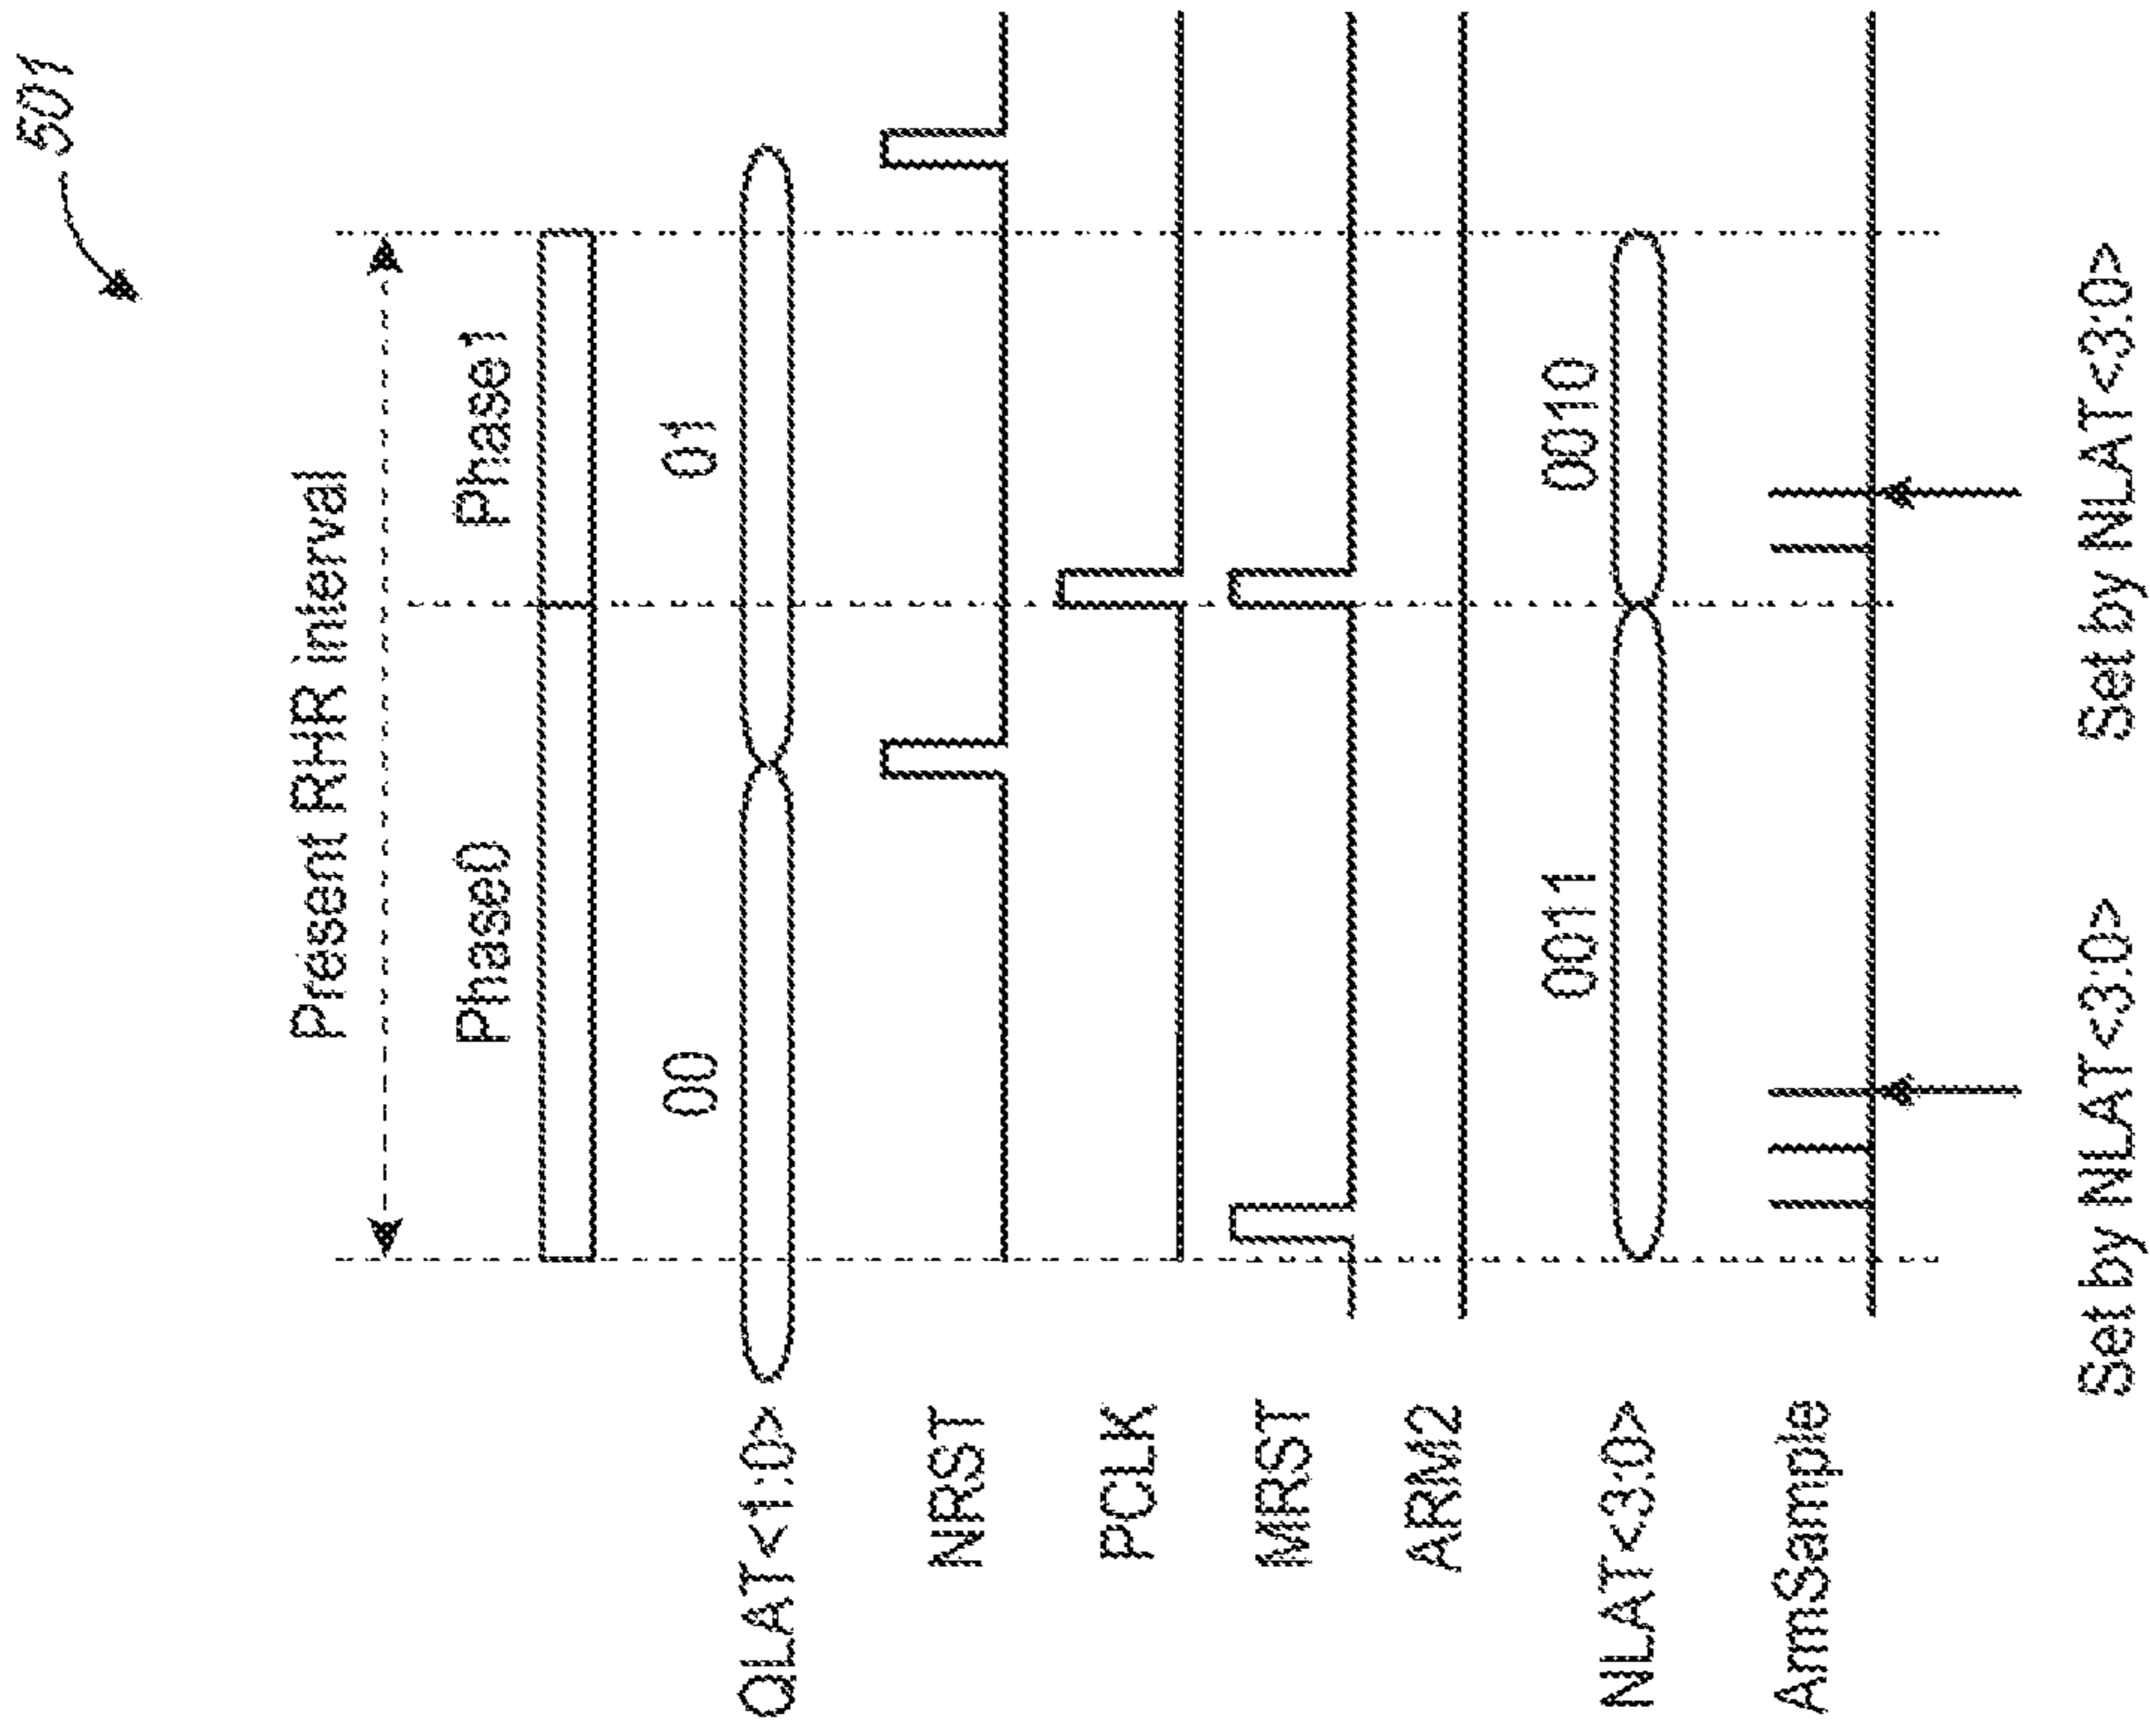 501
Present RHR interval
Phase0 Phase1
QLAT<1:0> 00 01
NRST
PCLK
MRST
ARM2
NLAT<3:0> 0011 0010
ArmSample
Set by NLAT<3:0> Set by NLAT<3:0>